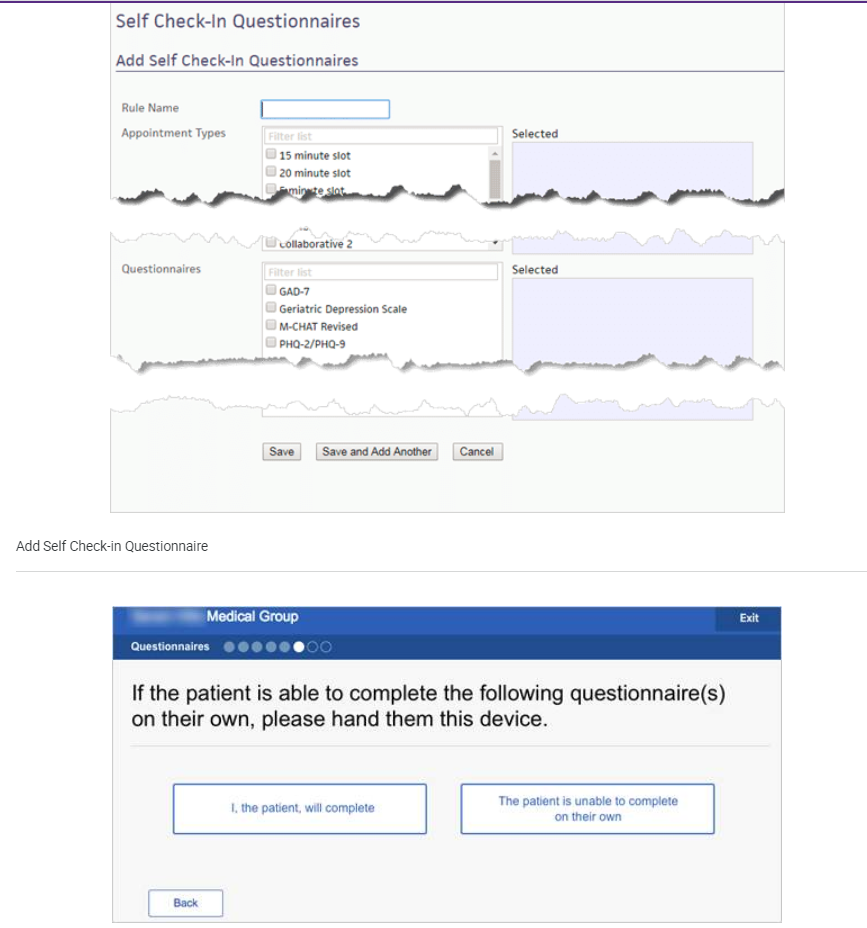 Self Check-In Questionnaires
Add Self Check-In Questionnaires
Rule Name
Appointment Types
Filter list
Selected
15 minute slot
20 minute slot
5 minute slot
Collaborative 2
Questionnaires
Filter list
Selected
GAD-7
Geriatric Depression Scale
M-CHAT Revised
PHQ-2/PHQ-9
Save
Save and Add Another
Cancel
Add Self Check-in Questionnaire
Medical Group
Exit
Questionnaires
If the patient is able to complete the following questionnaire(s)
on their own, please hand them this device.
I, the patient, will complete
The patient is unable to complete
on their own
Back